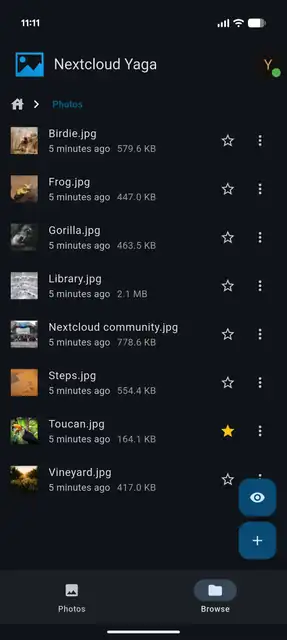 11:11
Nextcloud Yaga
Y
Photos
Birdie.jpg
5 minutes ago 579.6 KB
Frog.jpg
5 minutes ago 447.0 KB
Gorilla.jpg
5 minutes ago 463.5 KB
Library.jpg
5 minutes ago 2.1 MB
Nextcloud community.jpg
5 minutes ago 778.6 KB
Steps.jpg
5 minutes ago 554.4 KB
Toucan.jpg
5 minutes ago 164.1 KB
Vineyard.jpg
5 minutes ago 417.0 KB
Photos
Browse